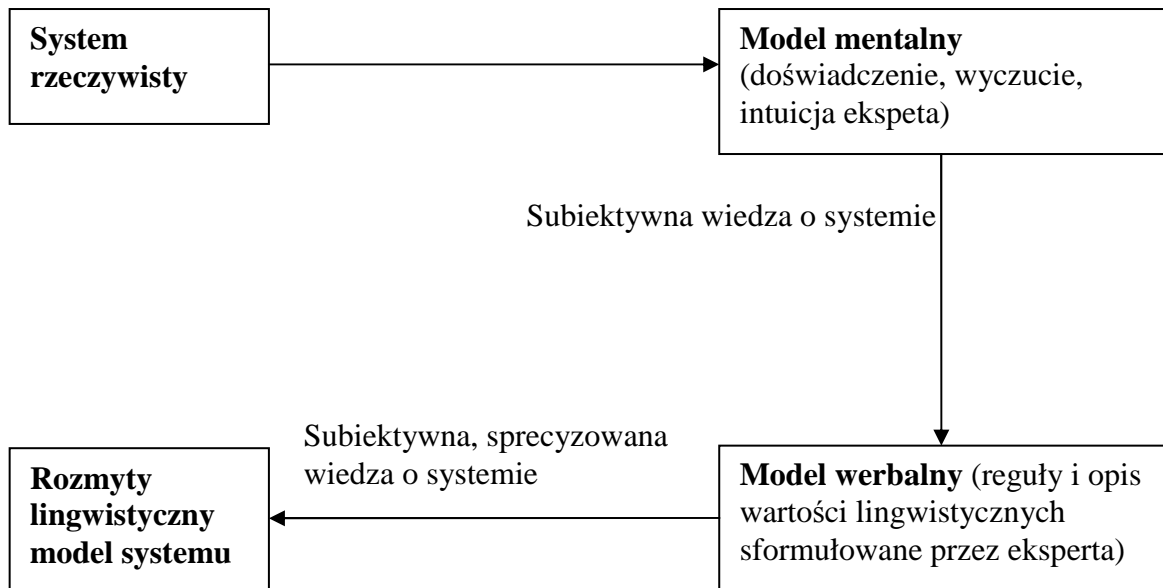 System
rzeczywisty
Model mentalny
(doświadczenie, wyczucie,
intuicja ekspeta)
Subiektywna wiedza o systemie
Model werbalny (reguły i opis
wartości lingwistycznych
sformułowane przez eksperta)
Subiektywna, sprecyzowana
wiedza o systemie
Rozmyty
lingwistyczny
model systemu